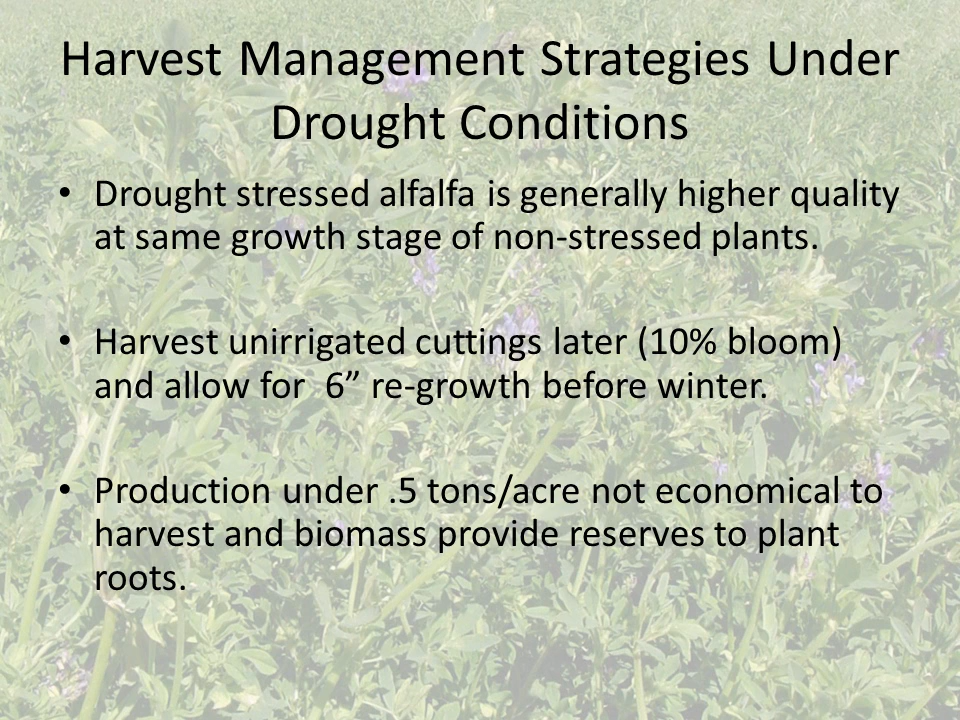 Harvest Management Strategies Under
Drought Conditions
• Drought stressed alfalfa is generally higher quality
at same growth stage of non-stressed plants.
• Harvest unirrigated cuttings later (10% bloom)
and allow for  6” re-growth before winter.
• Production under .5 tons/acre not economical to
harvest and biomass provide reserves to plant
roots.